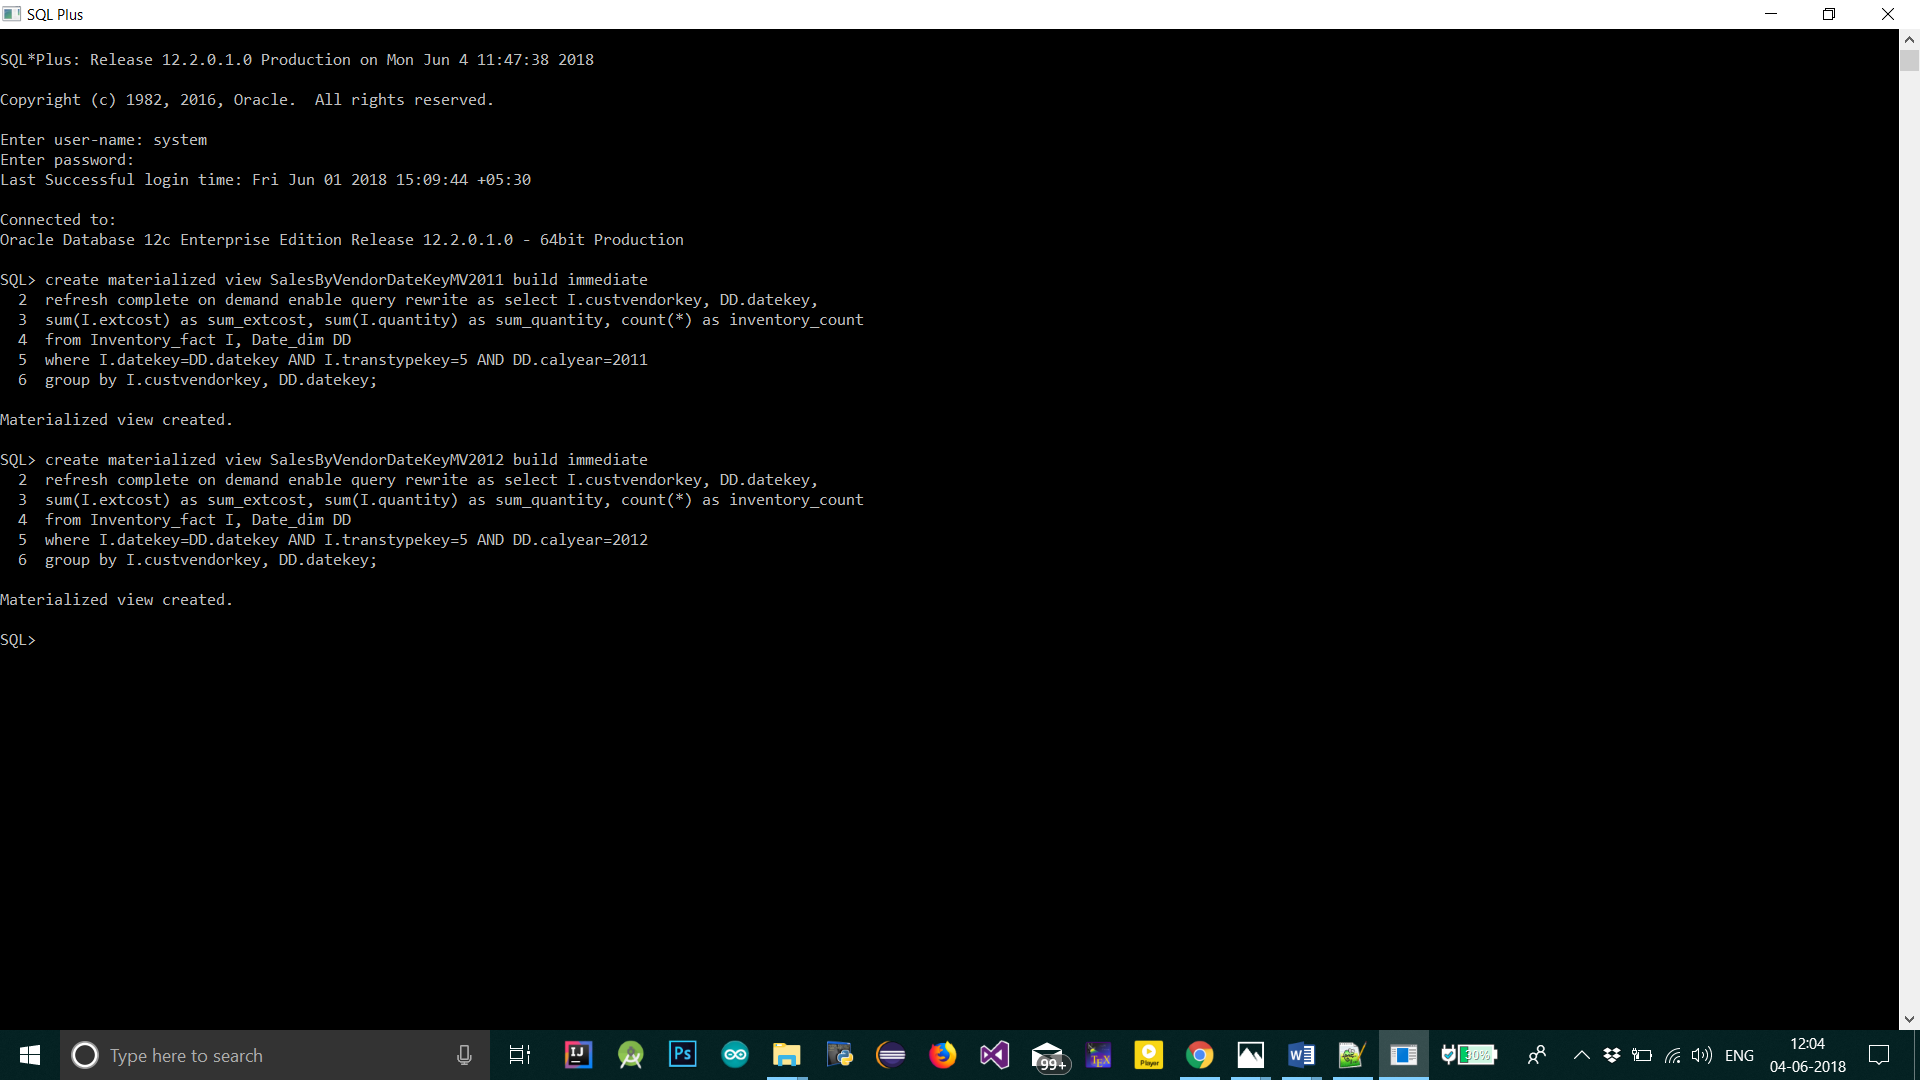 SQL Plus
SQL*Plus: Release 12.2.0.1.0 Production on Mon Jun 4 11:47:38 2018
Copyright (c) 1982, 2016, Oracle.  All rights reserved.
Enter user-name: system
Enter password:
Last Successful login time: Fri Jun 01 2018 15:09:44 +05:30
Connected to:
Oracle Database 12c Enterprise Edition Release 12.2.0.1.0 - 64bit Production
SQL> create materialized view SalesByVendorDateKeyMV2011 build immediate
  2  refresh complete on demand enable query rewrite as select I.custvendorkey, DD.datekey,
  3  sum(I.extcost) as sum_extcost, sum(I.quantity) as sum_quantity, count(*) as inventory_count
  4  from Inventory_fact I, Date_dim DD
  5  where I.datekey=DD.datekey AND I.transtypekey=5 AND DD.calyear=2011
  6  group by I.custvendorkey, DD.datekey;
Materialized view created.
SQL> create materialized view SalesByVendorDateKeyMV2012 build immediate
  2  refresh complete on demand enable query rewrite as select I.custvendorkey, DD.datekey,
  3  sum(I.extcost) as sum_extcost, sum(I.quantity) as sum_quantity, count(*) as inventory_count
  4  from Inventory_fact I, Date_dim DD
  5  where I.datekey=DD.datekey AND I.transtypekey=5 AND DD.calyear=2012
  6  group by I.custvendorkey, DD.datekey;
Materialized view created.
SQL>
Type here to search
IJ
Ps
99+
TEX
Player
30%
ENG
12:04
04-06-2018